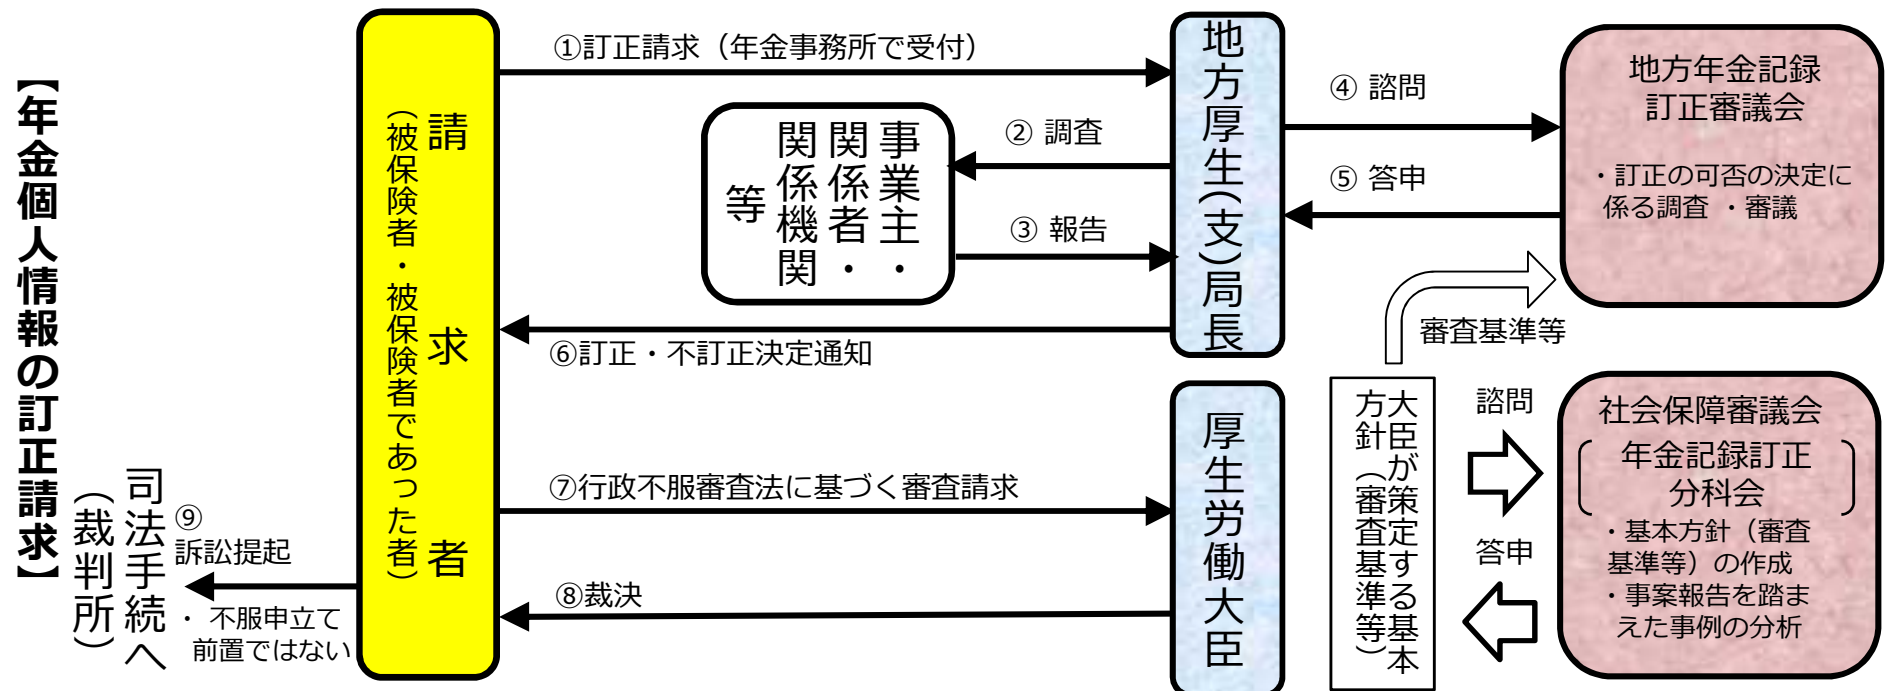 【年金個人情報の訂正請求】
請求者
（被保険者・被保険者であった者）
①訂正請求（年金事務所で受付）
事業主・
関係者・
関係機関
等
② 調査
③ 報告
地方厚生(支)局長
④ 諮問
⑤ 答申
地方年金記録
訂正審議会
・訂正の可否の決定に
係る調査 ・審議
審査基準等
⑥訂正・不訂正決定通知
⑦行政不服審査法に基づく審査請求
⑧裁決
厚生労働大臣
大臣が策定する基本
方針（審査基準等）
諮問
答申
社会保障審議会
年金記録訂正
分科会
・基本方針（審査
基準等）の作成
・事案報告を踏ま
えた事例の分析
⑨
訴訟提起
・ 不服申立て
前置ではない
司法手続へ
（裁判所）